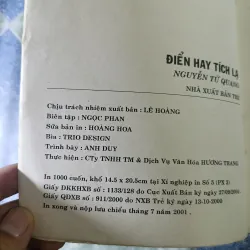 ĐIỂN HAY TÍCH LẠ
NGUYỄN TỬ QUANG
NHÀ XUẤT BẢN TRẺ
Chịu trách nhiệm xuất bản : LÊ HOÀNG
Biên tập : NGỌC PHAN
Sửa bản in : HOÀNG HOA
Bìa : TRIO DESIGN
Trình bày : ANH DUY
Thực hiện : CTy TNHH TM & Dịch Vụ Văn Hóa HƯƠNG TRANG
In 1000 cuốn, khổ 14.5 x 20.5cm tại Xí nghiệp in Số 5 (PX 2)
Giấy DKKHXB số : 1133/128 do Cục Xuất Bản Ký ngày
Giấy QUXB số : 911/2000 do NXB Trẻ ký ngày 13-10-2000
In xong và nộp lưu chiểu tháng 7 năm 2001 .